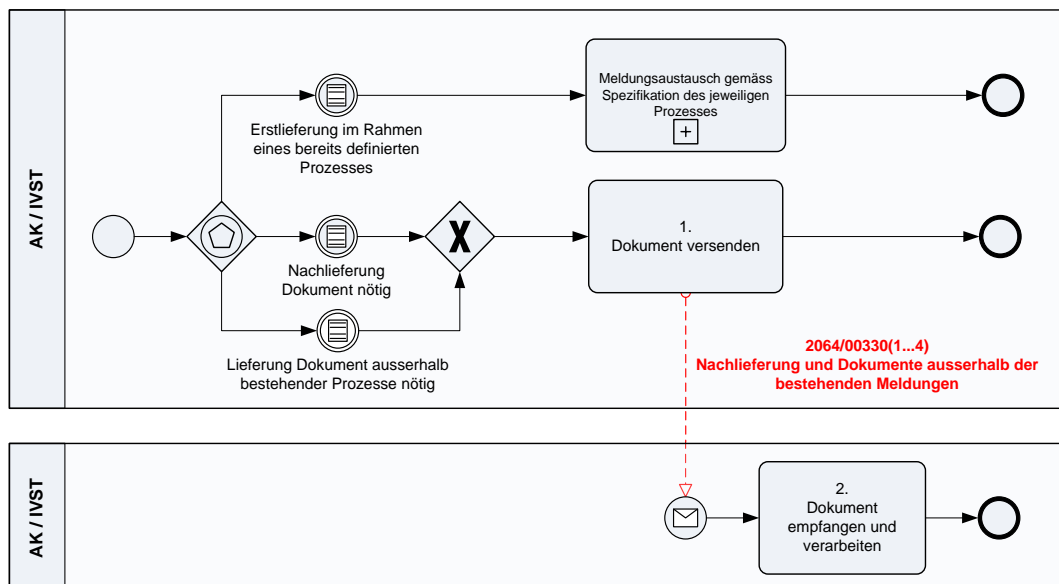 AK / IVST
Meldungsaustausch gemäss
Spezifikation des jeweiligen
Prozesses
Erstlieferung im Rahmen
eines bereits definierten
Prozesses
1.
Dokument versenden
Nachlieferung
Dokument nötig
Lieferung Dokument ausserhalb
bestehender Prozesse nötig
2064/00330(1...4)
Nachlieferung und Dokumente ausserhalb der
bestehenden Meldungen
AK / IVST
2.
Dokument
empfangen und
verarbeiten